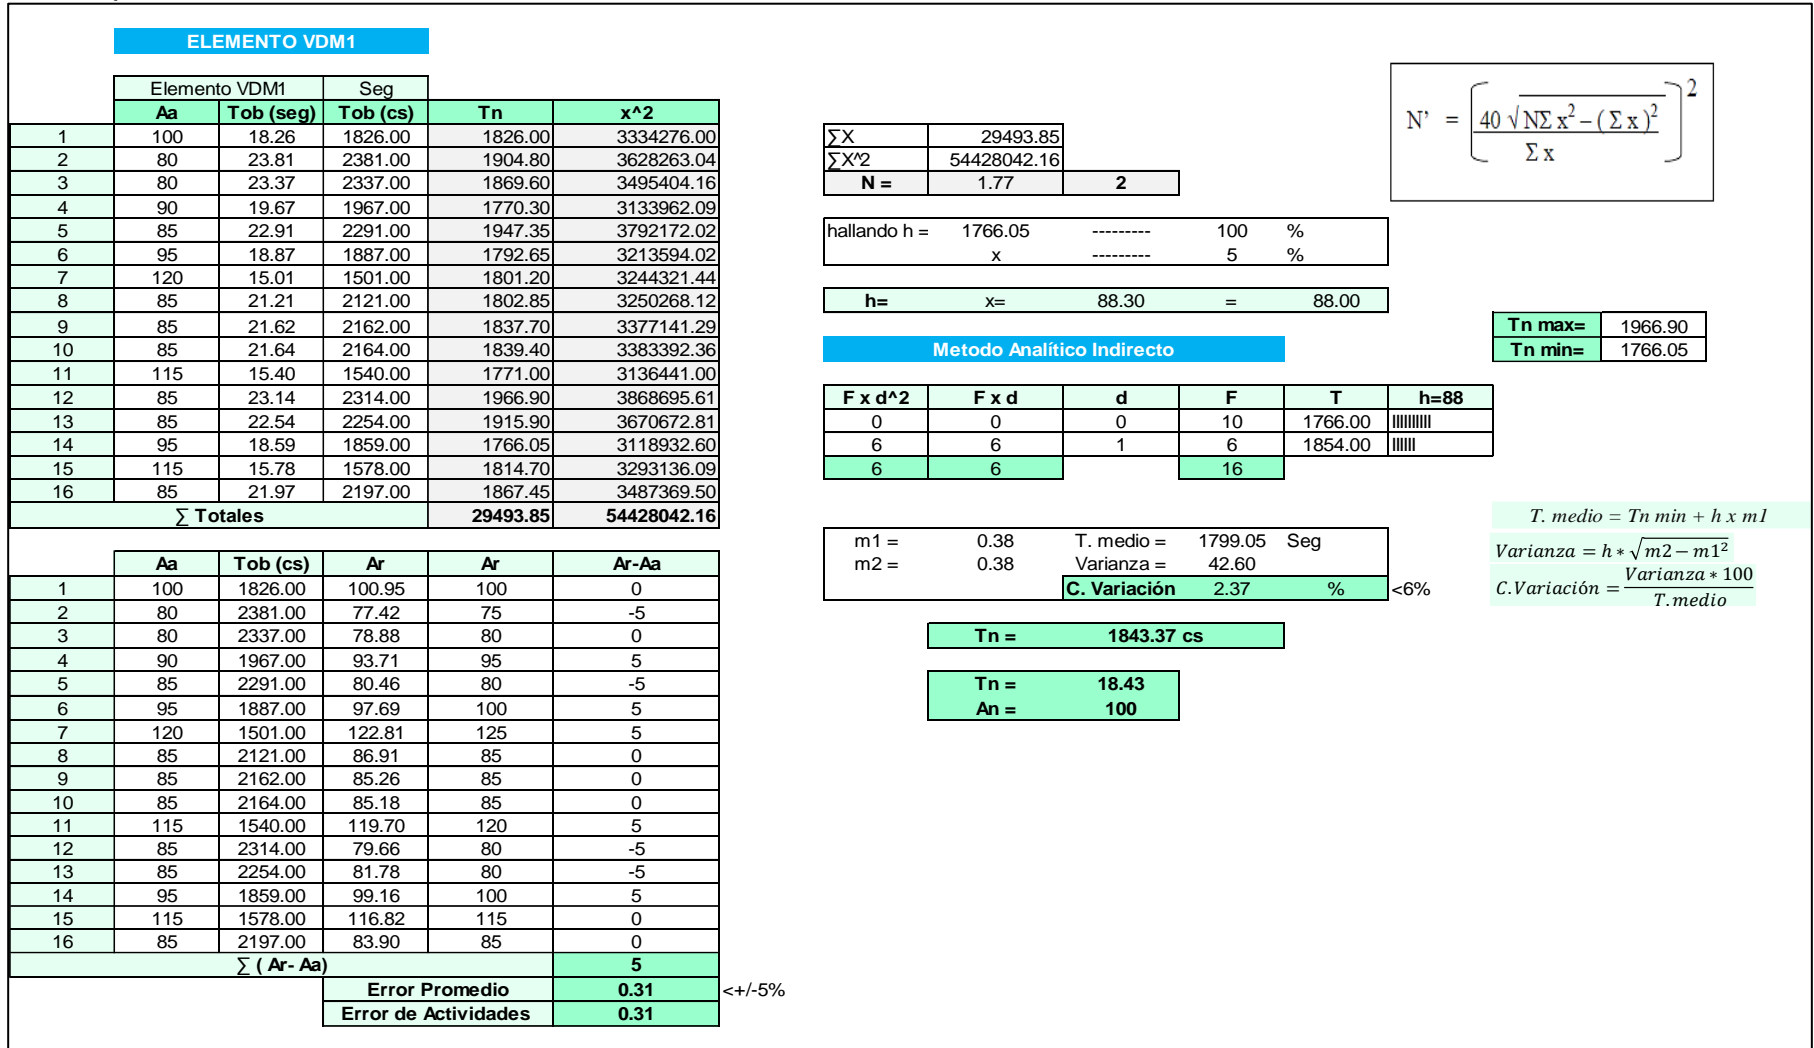 ELEMENTO VDM1
Elemento VDM1 Seg
Aa Tob (seg) Tob (cs) Tn x^2
1 100 18.26 1826.00 1826.00 3334276.00
2 80 23.81 2381.00 1904.80 3628263.04
3 80 23.37 2337.00 1869.60 3495404.16
4 90 19.67 1967.00 1770.30 3133962.09
5 85 22.91 2291.00 1947.35 3792172.02
6 95 18.87 1887.00 1792.65 3213594.02
7 120 15.01 1501.00 1801.20 3244321.44
8 85 21.21 2121.00 1802.85 3250268.12
9 85 21.62 2162.00 1837.70 3377141.29
10 85 21.64 2164.00 1839.40 3383392.36
11 115 15.40 1540.00 1771.00 3136441.00
12 85 23.14 2314.00 1966.90 3868695.61
13 85 22.54 2254.00 1915.90 3670672.81
14 95 18.59 1859.00 1766.05 3118932.60
15 115 15.78 1578.00 1814.70 3293136.09
16 85 21.97 2197.00 1867.45 3487369.50
∑ Totales 29493.85 54428042.16
Aa Tob (cs) Ar Ar Ar-Aa
1 100 1826.00 100.95 100 0
2 80 2381.00 77.42 75 -5
3 80 2337.00 78.88 80 0
4 90 1967.00 93.71 95 5
5 85 2291.00 80.46 80 -5
6 95 1887.00 97.69 100 5
7 120 1501.00 122.81 125 5
8 85 2121.00 86.91 85 0
9 85 2162.00 85.26 85 0
10 85 2164.00 85.18 85 0
11 115 1540.00 119.70 120 5
12 85 2314.00 79.66 80 -5
13 85 2254.00 81.78 80 -5
14 95 1859.00 99.16 100 5
15 115 1578.00 116.82 115 0
16 85 2197.00 83.90 85 0
∑ ( Ar- Aa) 5
Error Promedio 0.31 <+/-5%
Error de Actividades 0.31
∑X 29493.85
∑X^2 54428042.16
N = 1.77 2
N' = (40 √NΣ x² – ( Σ x )² / Σ x)²
hallando h = 1766.05 --------- 100 %
x --------- 5 %
h= x= 88.30 = 88.00
Tn max= 1966.90
Tn min= 1766.05
Metodo Analítico Indirecto
F x d^2 F x d d F T h=88
0 0 0 10 1766.00 llllllllll
6 6 1 6 1854.00 llllll
6 6 16
m1 = 0.38 T. medio = 1799.05 Seg
m2 = 0.38 Varianza = 42.60
C. Variación 2.37 % <6%
T. medio = Tn min + h x m1
Varianza = h * √m2 − m1²
C.Variación = Varianza * 100 / T.medio
Tn = 1843.37 cs
Tn = 18.43
An = 100